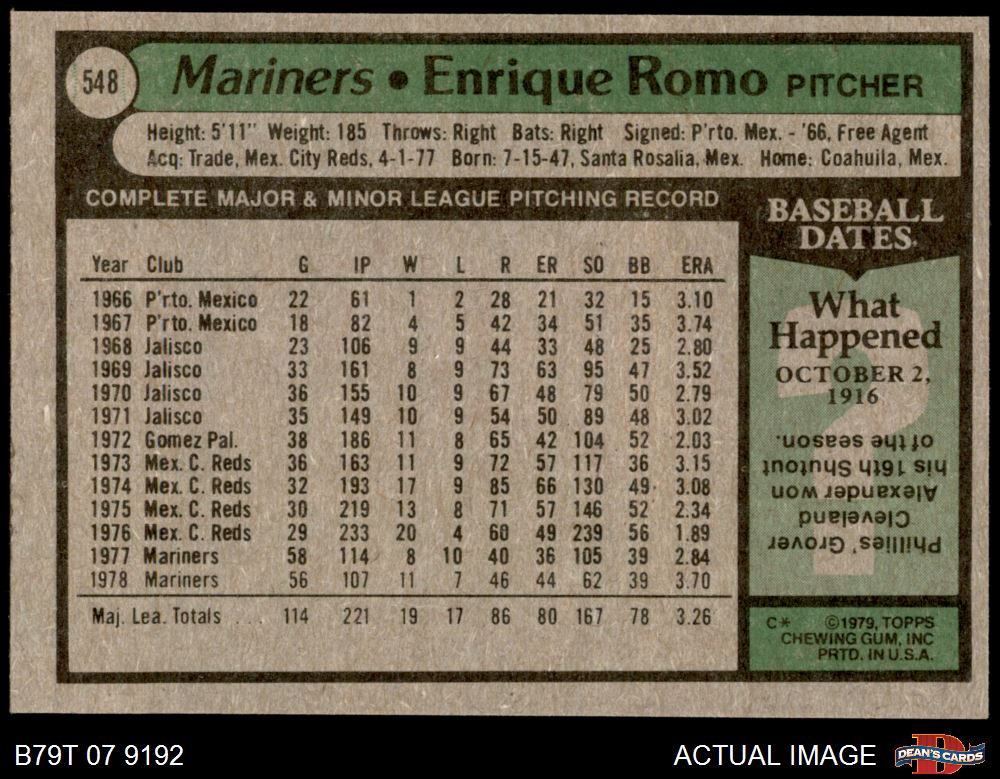 548 Mariners • Enrique Romo PITCHER
Height: 5'11" Weight: 185 Throws: Right Bats: Right Signed: P'rto. Mex. - '66, Free Agent
Acq: Trade, Mex. City Reds, 4-1-77 Born: 7-15-47, Santa Rosalia, Mex. Home: Coahuila, Mex.
COMPLETE MAJOR & MINOR LEAGUE PITCHING RECORD
Year Club G IP W L R ER SO BB ERA
1966 P'rto. Mexico 22 61 1 2 28 21 32 15 3.10
1967 P'rto. Mexico 18 82 4 5 42 34 51 35 3.74
1968 Jalisco 23 106 9 9 44 33 48 25 2.80
1969 Jalisco 33 161 8 9 73 63 95 47 3.52
1970 Jalisco 36 155 10 9 67 48 79 50 2.79
1971 Jalisco 35 149 10 9 54 50 89 48 3.02
1972 Gomez Pal. 38 186 11 8 65 42 104 52 2.03
1973 Mex. C. Reds 36 163 11 9 72 57 117 36 3.15
1974 Mex. C. Reds 32 193 17 9 85 66 130 49 3.08
1975 Mex. C. Reds 30 219 13 8 71 57 146 52 2.34
1976 Mex. C. Reds 29 233 20 4 60 49 239 56 1.89
1977 Mariners 58 114 8 10 40 36 105 39 2.84
1978 Mariners 56 107 11 7 46 44 62 39 3.70
Maj. Lea. Totals . . . 114 221 19 17 86 80 167 78 3.26
BASEBALL
DATES
What
Happened
OCTOBER 2,
1916
Phillies' Grover
Cleveland
Alexander won
his 16th Shutout
of the season.
C* ©1979, TOPPS
CHEWING GUM, INC
PRTD. IN U.S.A.
B79T 07 9192
ACTUAL IMAGE
DEAN'S CARDS